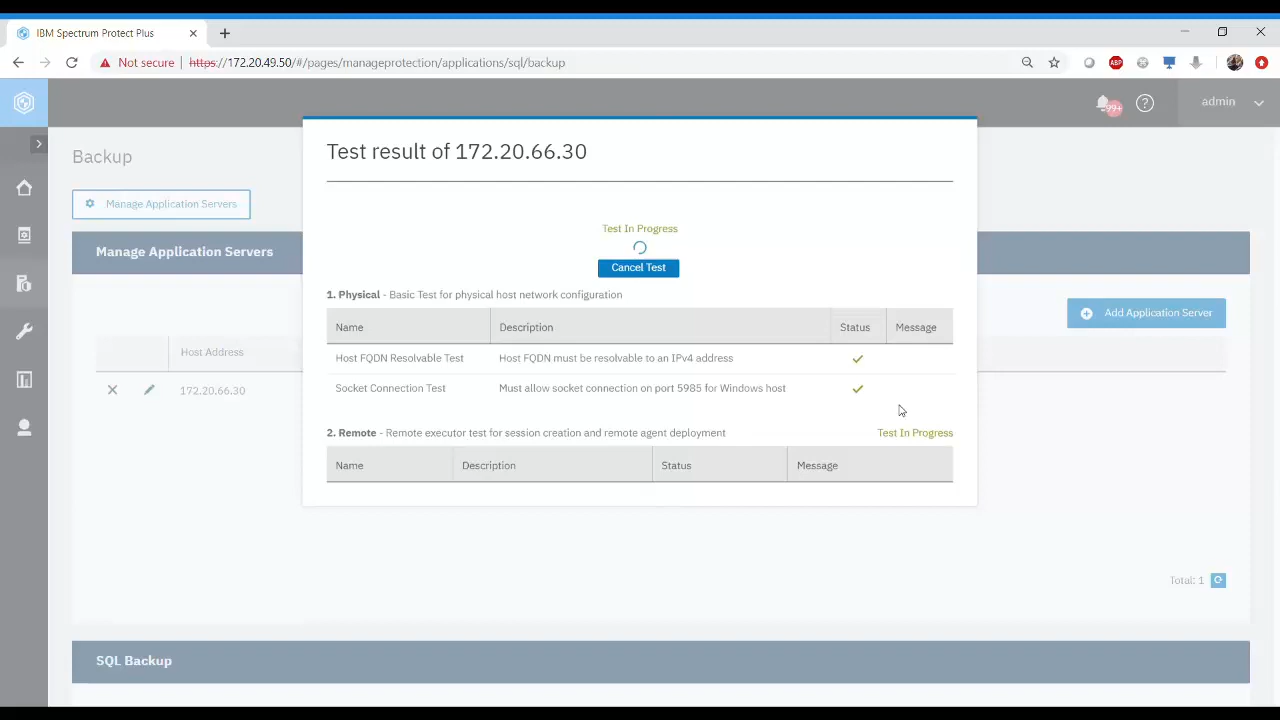 IBM Spectrum Protect Plus
Not secure https://172.20.49.50/#/pages/manageprotection/applications/sql/backup
ABP
99+
admin
Backup
Manage Application Servers
Manage Application Servers
Add Application Server
Host Address
172.20.66.30
Test result of 172.20.66.30
Test In Progress
Cancel Test
1. Physical - Basic Test for physical host network configuration
Name Description Status Message
Host FQDN Resolvable Test Host FQDN must be resolvable to an IPv4 address
Socket Connection Test Must allow socket connection on port 5985 for Windows host
2. Remote - Remote executor test for session creation and remote agent deployment Test In Progress
Name Description Status Message
Total: 1
SQL Backup